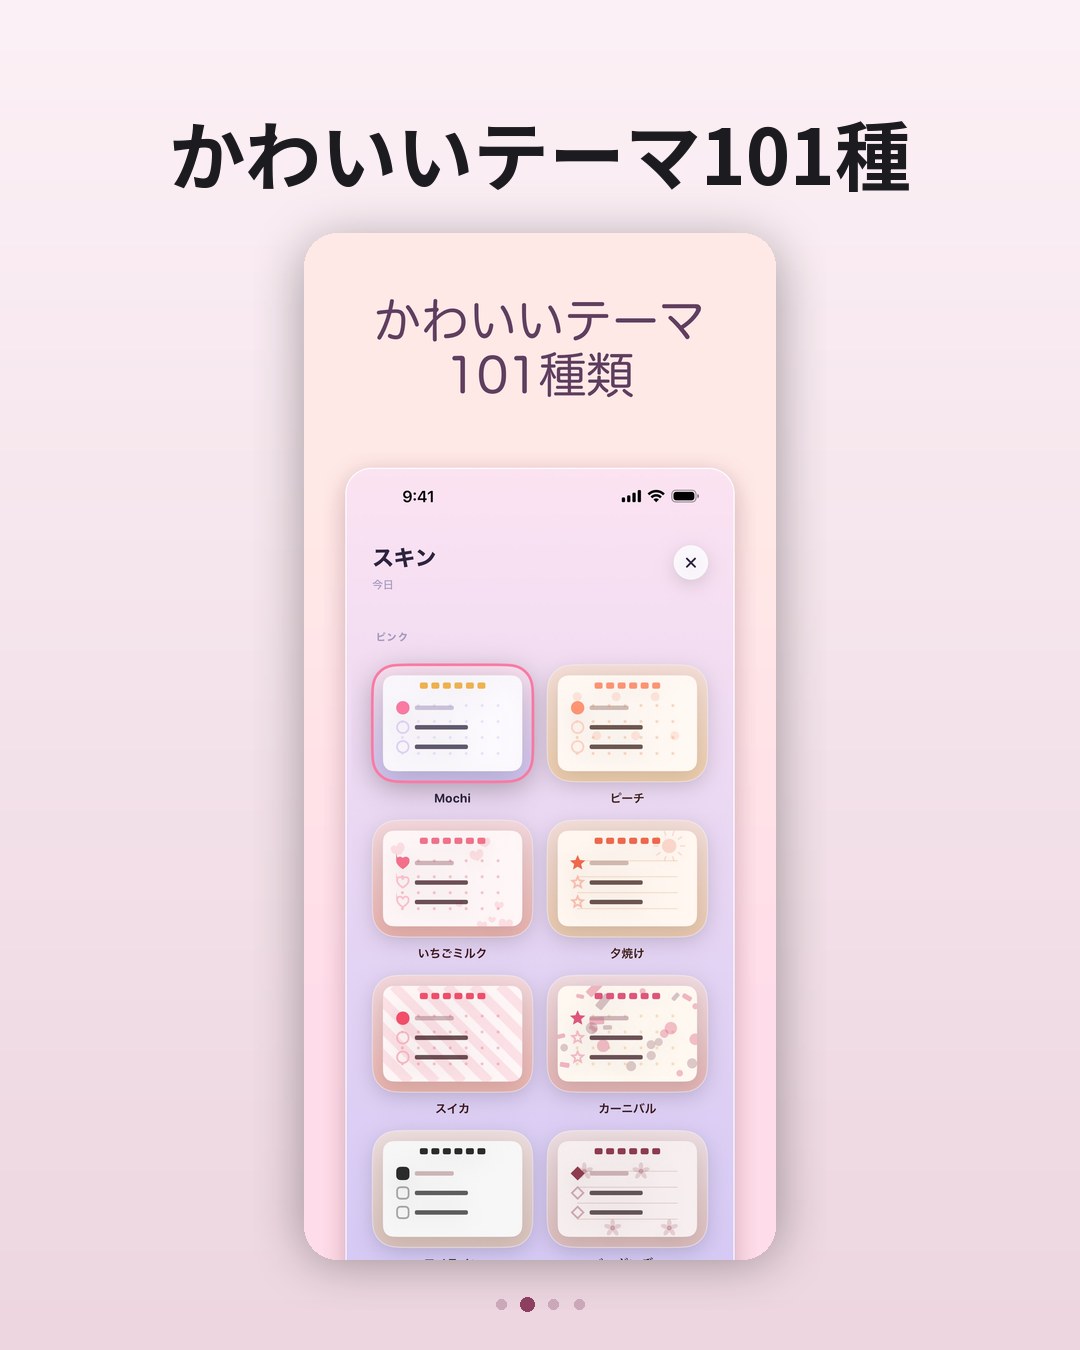 かわいいテーマ101種
かわいいテーマ
101種類
9:41
スキン
今日
ピンク
Mochi
ピーチ
いちごミルク
夕焼け
スイカ
カーニバル